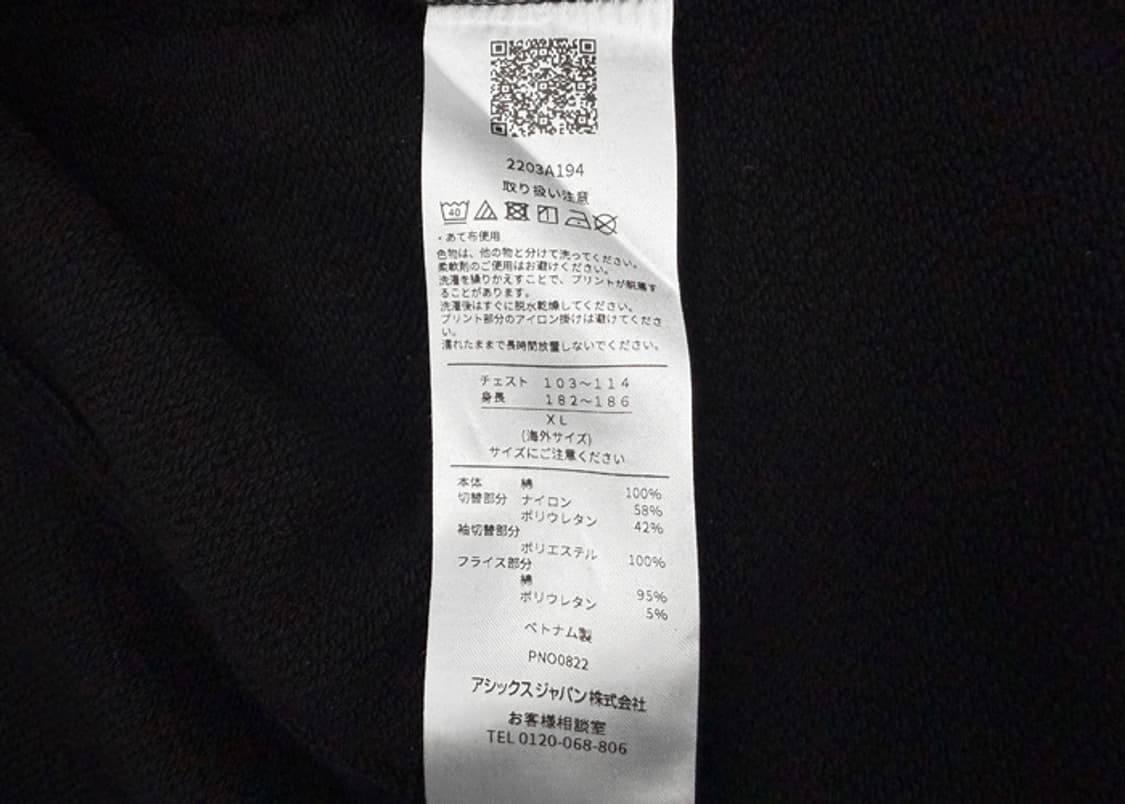 2203A194
取り扱い注意
40
・あて布使用
色物は、他の物と分けて洗ってください。
柔軟剤のご使用はお避けください。
洗濯を繰りかえすことで、プリントが脱落す
ることがあります。
洗濯後はすぐに脱水乾燥してください。
プリント部分のアイロン掛けは避けてくださ
い。
濡れたままで長時間放置しないでください。
チェスト 103～114
身長 182～186
XL
(海外サイズ)
サイズにご注意ください
本体 綿 100%
切替部分 ナイロン 58%
ポリウレタン 42%
袖切替部分
ポリエステル 100%
フライス部分
綿 95%
ポリウレタン 5%
ベトナム製
PNO0822
アシックスジャパン株式会社
お客様相談室
TEL 0120-068-806